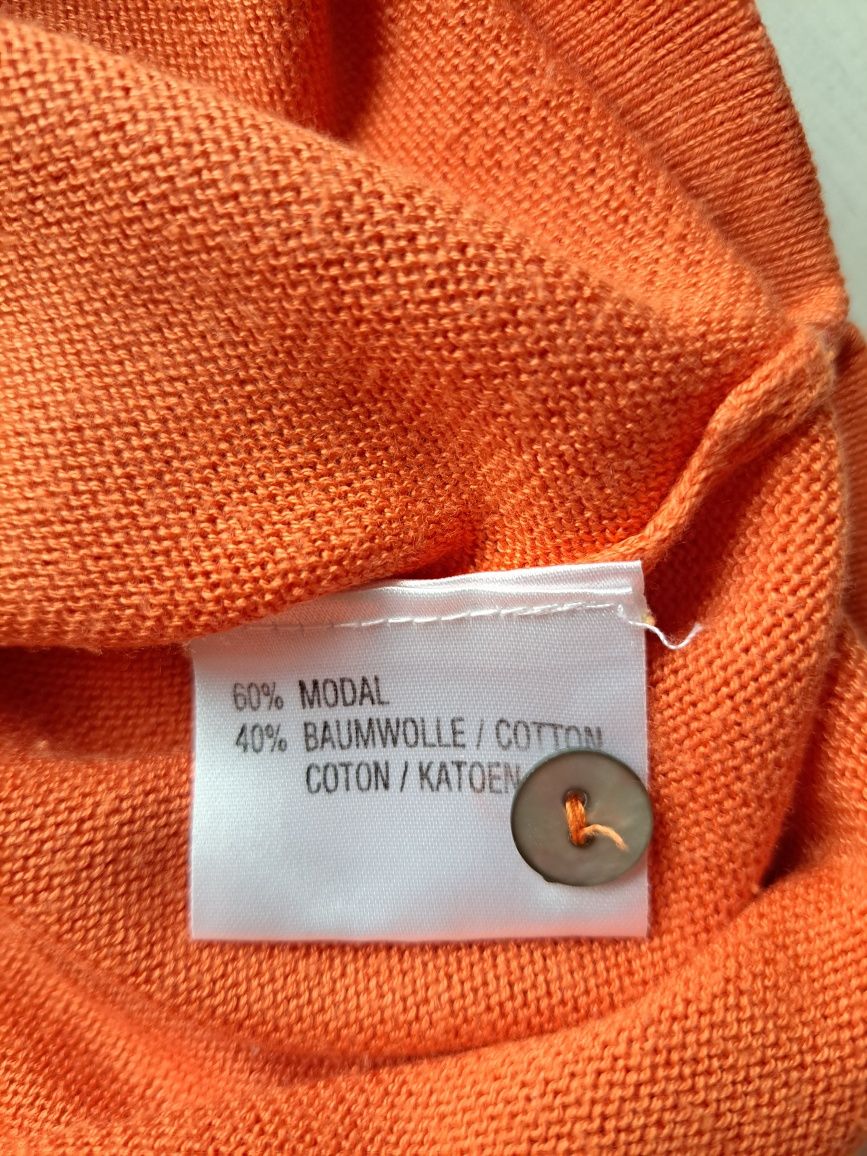 60% MODAL
40% BAUMWOLLE / COTTON
COTON / KATOEN